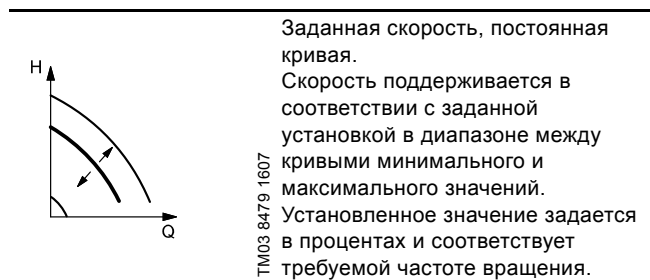 Заданная скорость, постоянная
кривая.
Скорость поддерживается в
соответствии с заданной
установкой в диапазоне между
кривыми минимального и
максимального значений.
Установленное значение задается
в процентах и соответствует
требуемой частоте вращения.
H
Q
TM03 8479 1607